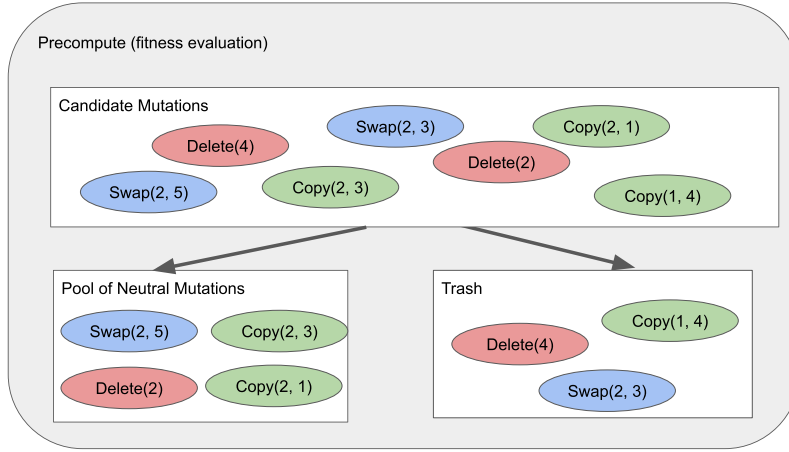 Precompute (fitness evaluation)
Candidate Mutations
Swap(2, 3)
Copy(2, 1)
Delete(4)
Delete(2)
Swap(2, 5)
Copy(2, 3)
Copy(1, 4)
Pool of Neutral Mutations
Swap(2, 5)
Copy(2, 3)
Delete(2)
Copy(2, 1)
Trash
Copy(1, 4)
Delete(4)
Swap(2, 3)